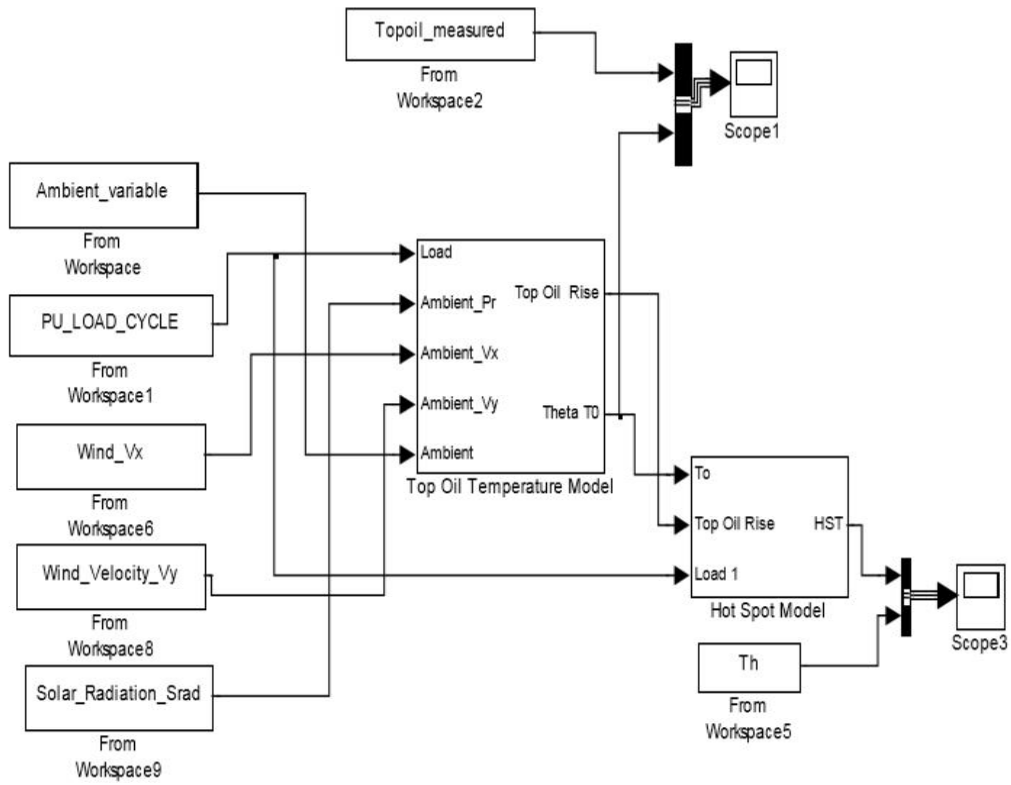 Topoil_measured
From
Workspace2
Scope1
Ambient_variable
From
Workspace
PU_LOAD_CYCLE
From
Workspace1
Wind_Vx
From
Workspace6
Wind_Velocity_Vy
From
Workspace8
Solar_Radiation_Srad
From
Workspace9
Load
Ambient_Pr
Ambient_Vx
Ambient_Vy
Ambient
Top Oil Rise
Theta T0
Top Oil Temperature Model
To
Top Oil Rise
Load 1
HST
Hot Spot Model
Th
From
Workspace5
Scope3